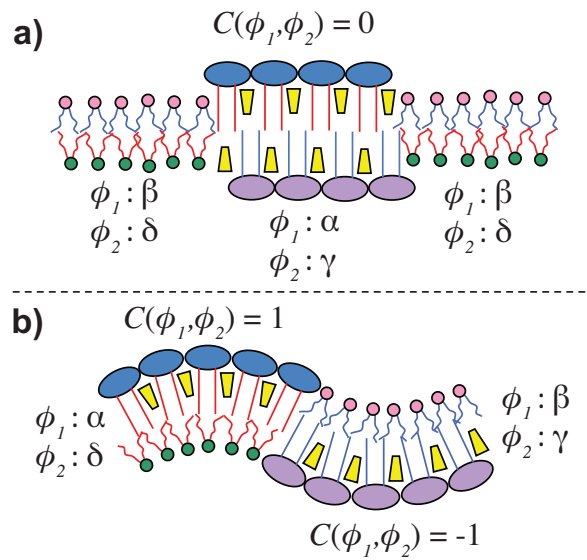 a)
C(ϕ₁,ϕ₂) = 0
ϕ₁: β
ϕ₂: δ
ϕ₁: α
ϕ₂: γ
ϕ₁: β
ϕ₂: δ
b)
C(ϕ₁,ϕ₂) = 1
ϕ₁: α
ϕ₂: δ
ϕ₁: β
ϕ₂: γ
C(ϕ₁,ϕ₂) = -1